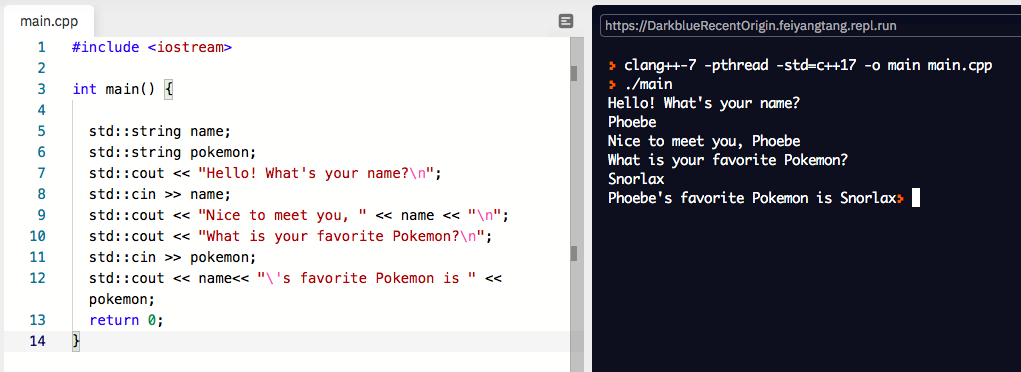 main.cpp
1 #include <iostream>
2
3 int main() {
4
5 std::string name;
6 std::string pokemon;
7 std::cout << "Hello! What's your name?\n";
8 std::cin >> name;
9 std::cout << "Nice to meet you, " << name << "\n";
10 std::cout << "What is your favorite Pokemon?\n";
11 std::cin >> pokemon;
12 std::cout << name<< "\'s favorite Pokemon is " <<
pokemon;
13 return 0;
14 }
https://DarkblueRecentOrigin.feiyangtang.repl.run
clang++-7 -pthread -std=c++17 -o main main.cpp
./main
Hello! What's your name?
Phoebe
Nice to meet you, Phoebe
What is your favorite Pokemon?
Snorlax
Phoebe's favorite Pokemon is Snorlax